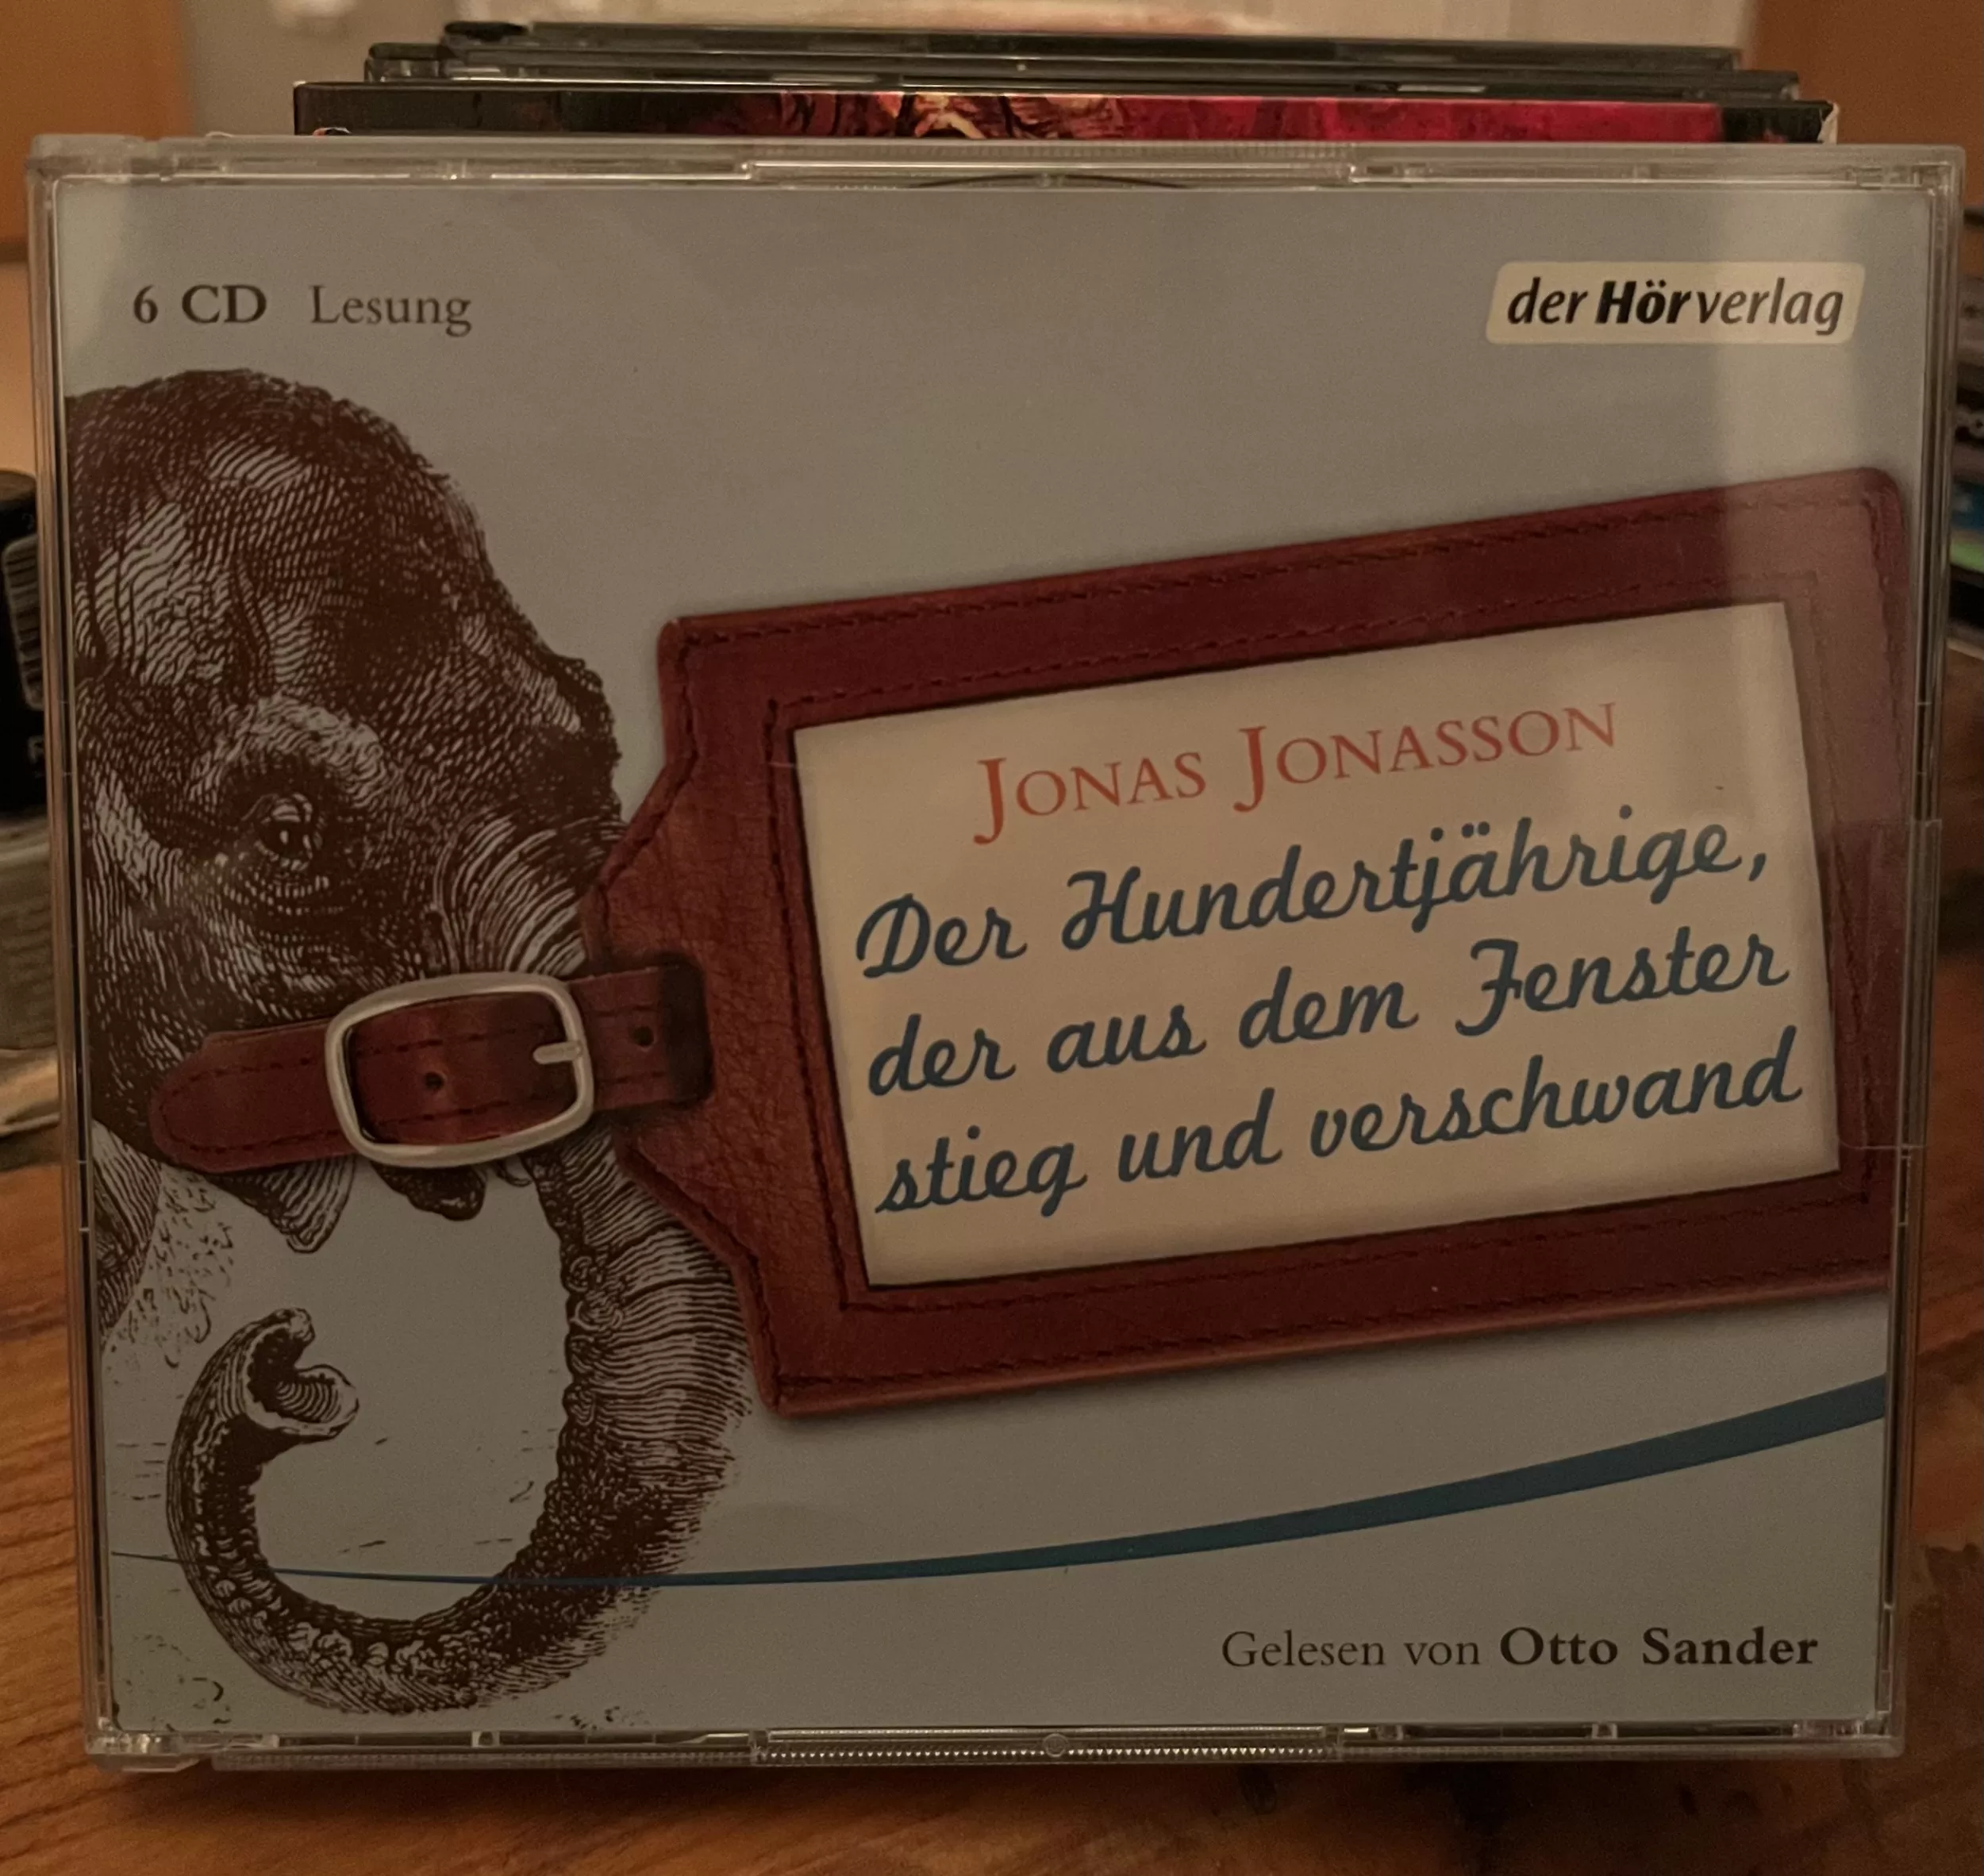 6 CD Lesung
der Hörverlag
JONAS JONASSON
Der Hundertjährige,
der aus dem Fenster
stieg und verschwand
Gelesen von Otto Sander